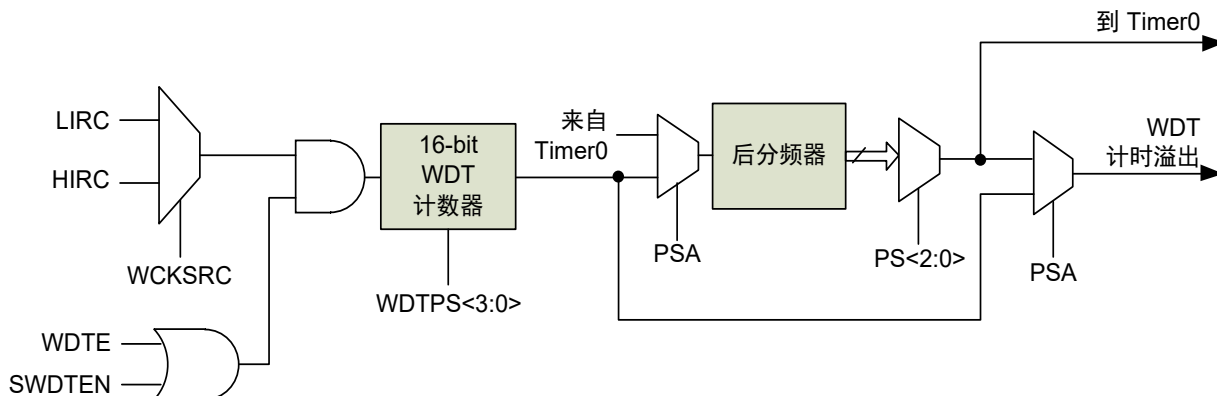 到 Timer0
LIRC
HIRC
WCKSRC
WDTE
SWDTEN
16-bit
WDT
计数器
WDTPS<3:0>
来自
Timer0
PSA
后分频器
PS<2:0>
WDT
计时溢出
PSA